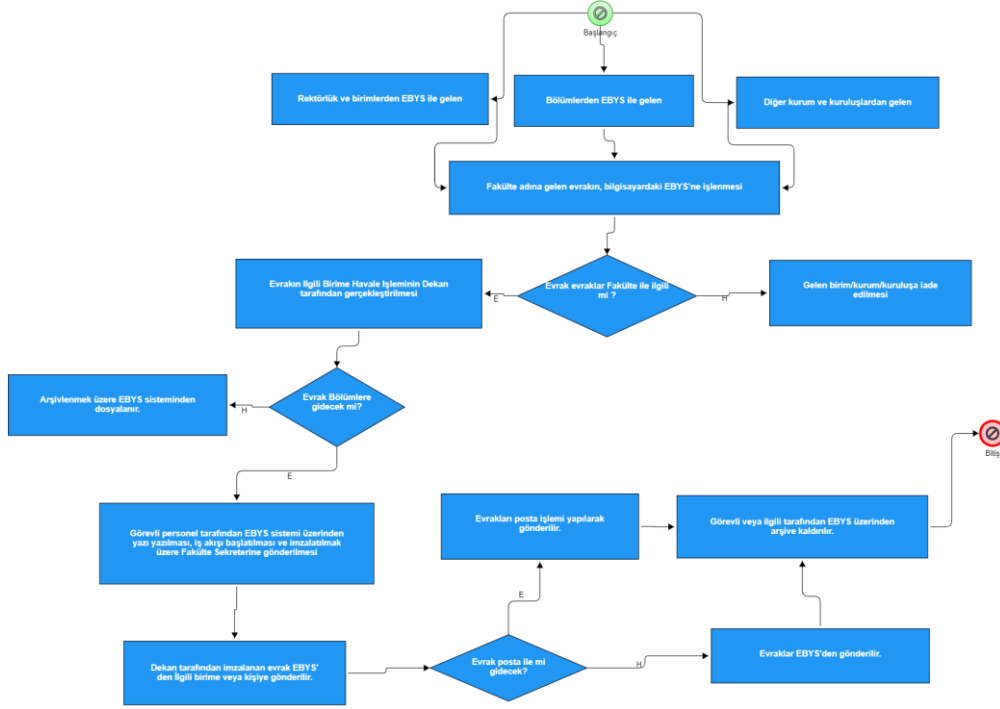 Başlangıç
Rektörlük ve birimlerden EBYS ile gelen
Bölümlerden EBYS ile gelen
Diğer kurum ve kuruluşlardan gelen
Fakülte adına gelen evrakın, bilgisayardaki EBYS'ne işlenmesi
Evrakın Ilgili Birime Havale Işleminin Dekan
tarafından gerçekleştirilmesi
E
Evrak evraklar Fakülte ile ilgili
mi ?
H
Gelen birim/kurum/kuruluşa iade
edilmesi
Arşivlenmek üzere EBYS sisteminden
dosyalanır.
H
Evrak Bölümlere
gidecek mi?
E
Bitiş
Görevli personel tarafından EBYS sistemi üzerinden
yazı yazılması, iş akışı başlatılması ve imzalatılmak
üzere Fakülte Sekreterine gönderilmesi
Evrakları posta işlemi yapılarak
gönderilir.
Görevli veya ilgili tarafından EBYS üzerinden
arşive kaldırılır.
E
Dekan tarafından imzalanan evrak EBYS'
den Ilgili birime veya kişiye gönderilir.
Evrak posta ile mi
gidecek?
H
Evraklar EBYS'den gönderilir.